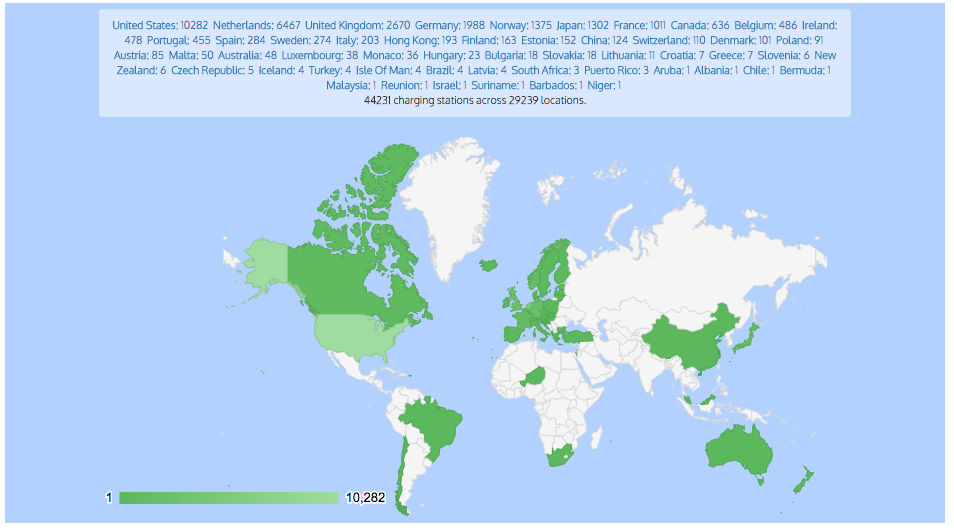 United States: 10282 Netherlands: 6467 United Kingdom: 2670 Germany: 1988 Norway: 1375 Japan: 1302 France: 1011 Canada: 636 Belgium: 486 Ireland:
478 Portugal: 455 Spain: 284 Sweden: 274 Italy: 203 Hong Kong: 193 Finland: 163 Estonia: 152 China: 124 Switzerland: 110 Denmark: 101 Poland: 91
Austria: 85 Malta: 50 Australia: 48 Luxembourg: 38 Monaco: 36 Hungary: 23 Bulgaria: 18 Slovakia: 18 Lithuania: 11 Croatia: 7 Greece: 7 Slovenia: 6 New
Zealand: 6 Czech Republic: 5 Iceland: 4 Turkey: 4 Isle Of Man: 4 Brazil: 4 Latvia: 4 South Africa: 3 Puerto Rico: 3 Aruba: 1 Albania: 1 Chile: 1 Bermuda: 1
Malaysia: 1 Reunion: 1 Israel: 1 Suriname: 1 Barbados: 1 Niger: 1
44231 charging stations across 29239 locations.
1 10,282